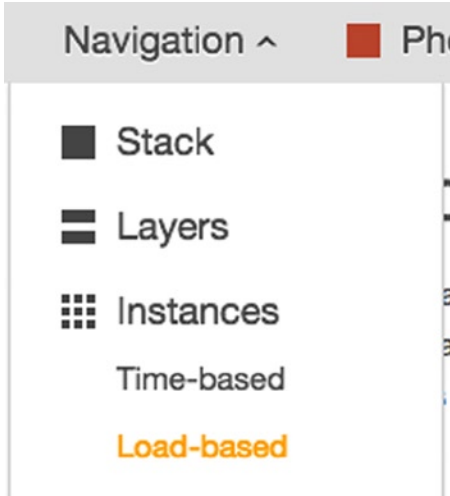 Navigation
Stack
Layers
Instances
Time-based
Load-based